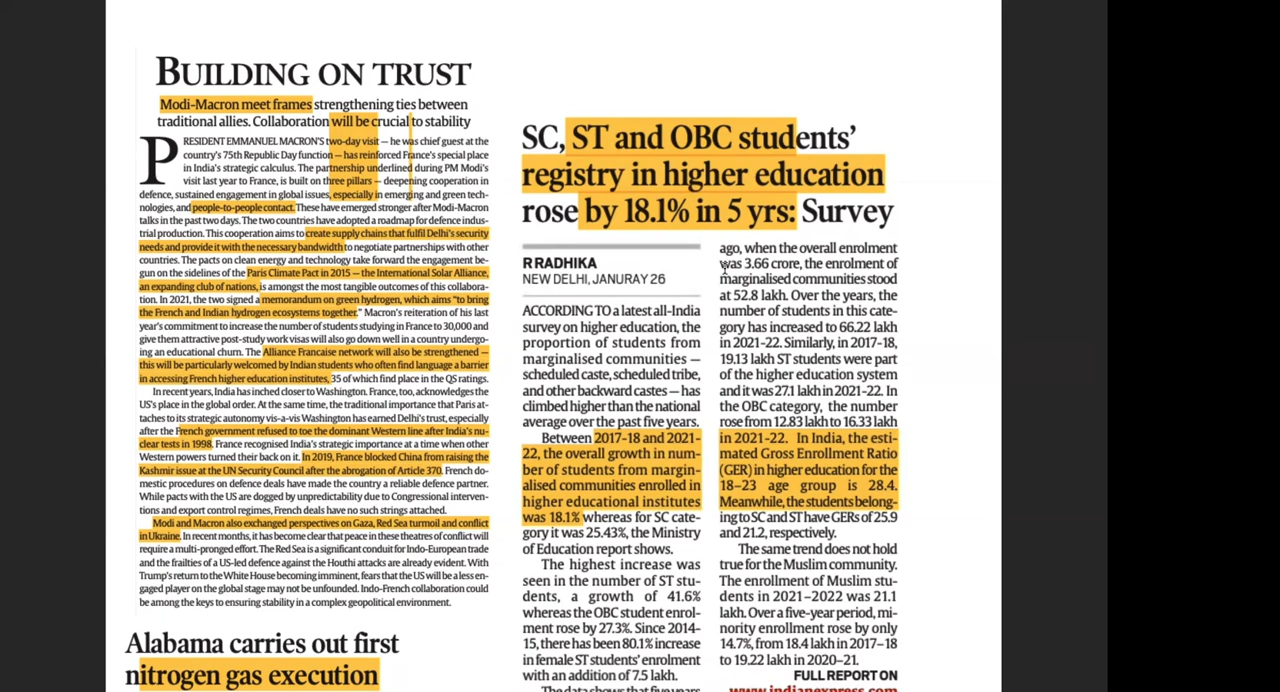 BUILDING ON TRUST
Modi-Macron meet frames strengthening ties between
traditional allies. Collaboration will be crucial to stability
PRESIDENT EMMANUEL MACRON'S two-day visit — he was chief guest at the
country's 75th Republic Day function — has reinforced France's special place
in India's strategic calculus. The partnership underlined during PM Modi's
visit last year to France, is built on three pillars — deepening cooperation in
defence, sustained engagement in global issues, especially in emerging and green tech-
nologies, and people-to-people contact. These have emerged stronger after Modi-Macron
talks in the past two days. The two countries have adopted a roadmap for defence indus-
trial production. This cooperation aims to create supply chains that fulfil Delhi's security
needs and provide it with the necessary bandwidth to negotiate partnerships with other
countries. The pacts on clean energy and technology take forward the engagement be-
gun on the sidelines of the Paris Climate Pact in 2015 — the International Solar Alliance,
an expanding club of nations, is amongst the most tangible outcomes of this collabora-
tion. In 2021, the two signed a memorandum on green hydrogen, which aims "to bring
the French and Indian hydrogen ecosystems together." Macron's reiteration of his last
year's commitment to increase the number of students studying in France to 30,000 and
give them attractive post-study work visas will also go down well in a country undergo-
ing an educational churn. The Alliance Francaise network will also be strengthened —
this will be particularly welcomed by Indian students who often find language a barrier
in accessing French higher education institutes, 35 of which find place in the QS ratings.
In recent years, India has inched closer to Washington. France, too, acknowledges the
US's place in the global order. At the same time, the traditional importance that Paris at-
taches to its strategic autonomy vis-a-vis Washington has earned Delhi's trust, especially
after the French government refused to toe the dominant Western line after India's nu-
clear tests in 1998. France recognised India's strategic importance at a time when other
Western powers turned their back on it. In 2019, France blocked China from raising the
Kashmir issue at the UN Security Council after the abrogation of Article 370. French do-
mestic procedures on defence deals have made the country a reliable defence partner.
While pacts with the US are dogged by unpredictability due to Congressional interven-
tions and export control regimes, French deals have no such strings attached.
Modi and Macron also exchanged perspectives on Gaza, Red Sea turmoil and conflict
in Ukraine. In recent months, it has become clear that peace in these theatres of conflict will
require a multi-pronged effort. The Red Sea is a significant conduit for Indo-European trade
and the frailties of a US-led defence against the Houthi attacks are already evident. With
Trump's return to the White House becoming imminent, fears that the US will be a less en-
gaged player on the global stage may not be unfounded. Indo-French collaboration could
be among the keys to ensuring stability in a complex geopolitical environment.
Alabama carries out first
nitrogen gas execution
SC, ST and OBC students'
registry in higher education
rose by 18.1% in 5 yrs: Survey
R RADHIKA
NEW DELHI, JANURAY 26
ACCORDING TO a latest all-India
survey on higher education, the
proportion of students from
marginalised communities —
scheduled caste, scheduled tribe,
and other backward castes — has
climbed higher than the national
average over the past five years.
Between 2017-18 and 2021-
22, the overall growth in num-
ber of students from margin-
alised communities enrolled in
higher educational institutes
was 18.1% whereas for SC cate-
gory it was 25.43%, the Ministry
of Education report shows.
The highest increase was
seen in the number of ST stu-
dents, a growth of 41.6%
whereas the OBC student enrol-
ment rose by 27.3%. Since 2014-
15, there has been 80.1% increase
in female ST students' enrolment
with an addition of 7.5 lakh.
The data shows that five years
ago, when the overall enrolment
was 3.66 crore, the enrolment of
marginalised communities stood
at 52.8 lakh. Over the years, the
number of students in this cate-
gory has increased to 66.22 lakh
in 2021-22. Similarly, in 2017-18,
19.13 lakh ST students were part
of the higher education system
and it was 27.1 lakh in 2021-22. In
the OBC category, the number
rose from 12.83 lakh to 16.33 lakh
in 2021-22. In India, the esti-
mated Gross Enrollment Ratio
(GER) in higher education for the
18–23 age group is 28.4.
Meanwhile, the students belong-
ing to SC and ST have GERs of 25.9
and 21.2, respectively.
The same trend does not hold
true for the Muslim community.
The enrollment of Muslim stu-
dents in 2021–2022 was 21.1
lakh. Over a five-year period, mi-
nority enrollment rose by only
14.7%, from 18.4 lakh in 2017–18
to 19.22 lakh in 2020–21.
FULL REPORT ON
www.indianexpress.com